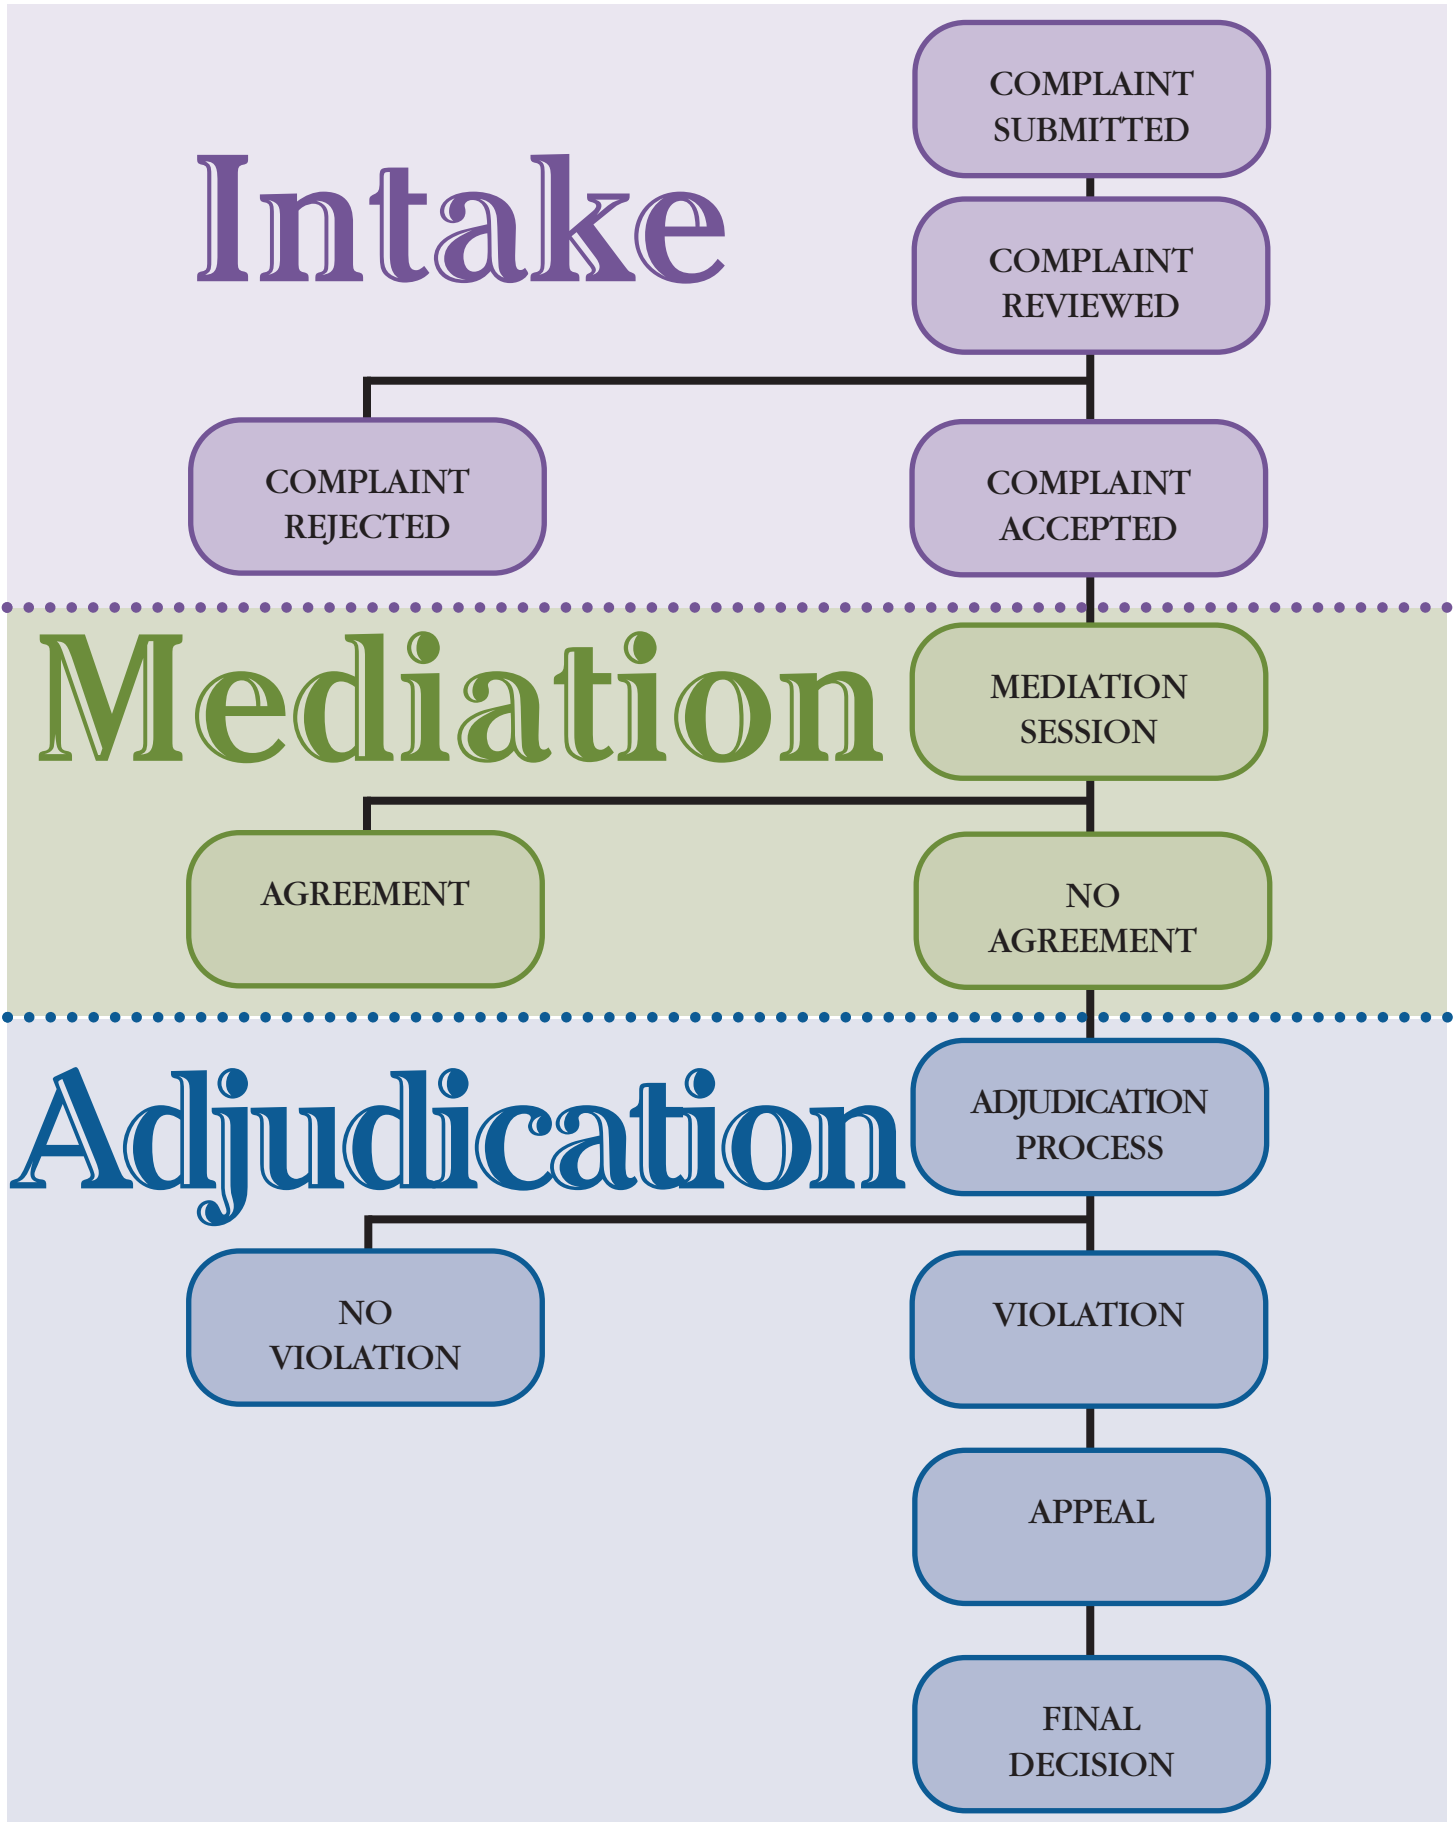 Intake
COMPLAINT
SUBMITTED
COMPLAINT
REVIEWED
COMPLAINT
REJECTED
COMPLAINT
ACCEPTED
Mediation
MEDIATION
SESSION
AGREEMENT
NO
AGREEMENT
Adjudication
ADJUDICATION
PROCESS
NO
VIOLATION
VIOLATION
APPEAL
FINAL
DECISION